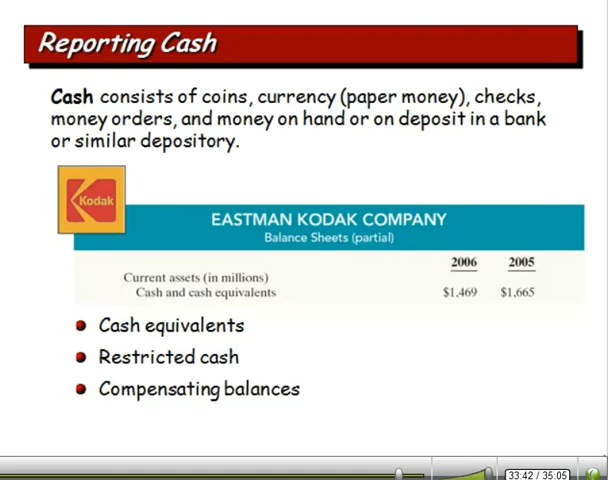 Reporting Cash
Cash consists of coins, currency (paper money), checks,
money orders, and money on hand or on deposit in a bank
or similar depository.
Kodak
EASTMAN KODAK COMPANY
Balance Sheets (partial)
2006 2005
Current assets (in millions)
Cash and cash equivalents $1,469 $1,665
Cash equivalents
Restricted cash
Compensating balances
33:42 / 35:05